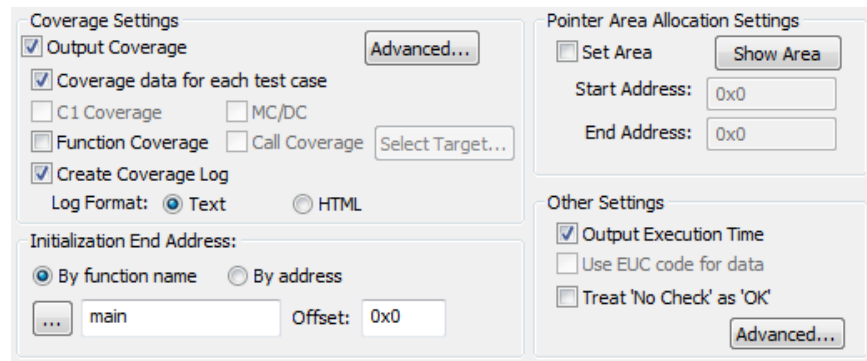 Coverage Settings
Output Coverage
Advanced...
Coverage data for each test case
C1 Coverage
MC/DC
Function Coverage
Call Coverage
Select Target...
Create Coverage Log
Log Format:
Text
HTML
Initialization End Address:
By function name
By address
...
main
Offset:
0x0
Pointer Area Allocation Settings
Set Area
Show Area
Start Address:
0x0
End Address:
0x0
Other Settings
Output Execution Time
Use EUC code for data
Treat 'No Check' as 'OK'
Advanced...